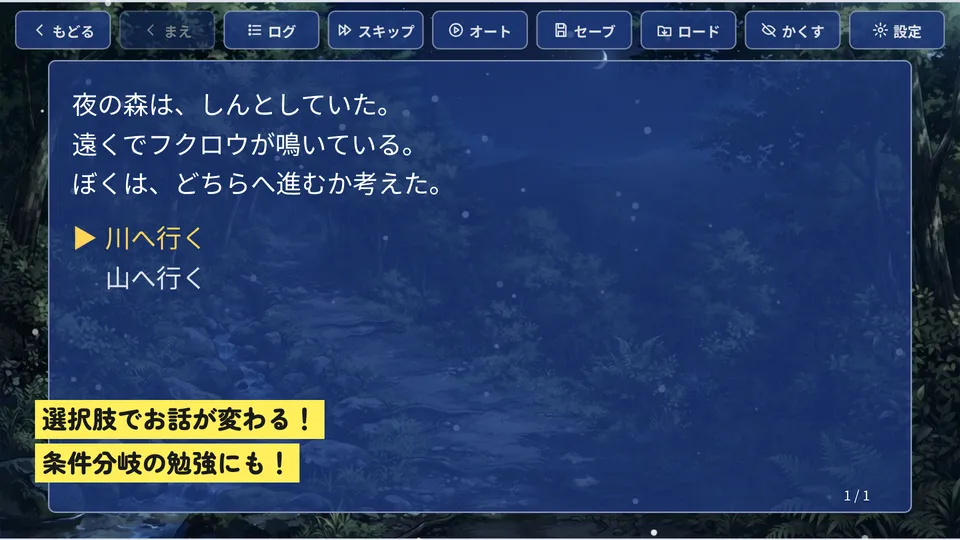 もどる
まえ
ログ
スキップ
オート
セーブ
ロード
かくす
設定
夜の森は、しんとしていた。
遠くでフクロウが鳴いている。
ぼくは、どちらへ進むか考えた。
▶ 川へ行く
山へ行く
選択肢でお話が変わる！
条件分岐の勉強にも！
1 / 1